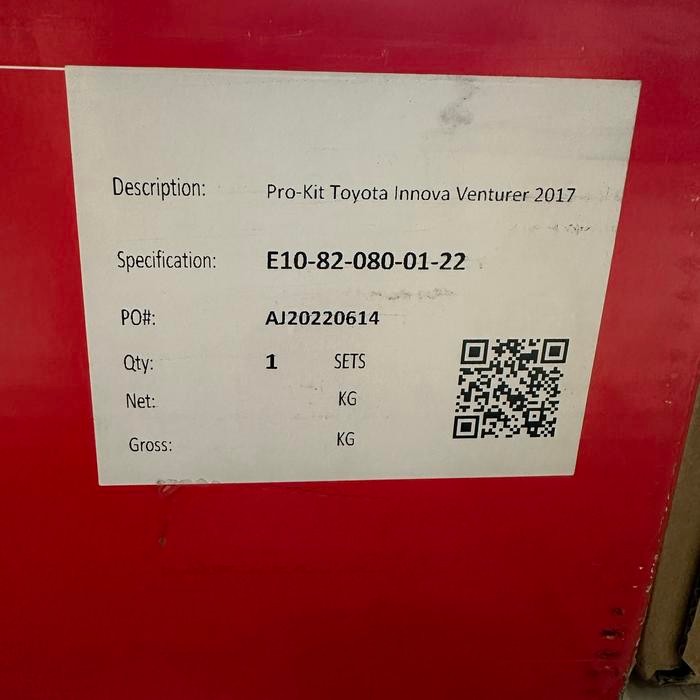 Description: Pro-Kit Toyota Innova Venturer 2017
Specification: E10-82-080-01-22
PO#: AJ20220614
Qty: 1 SETS
Net: KG
Gross: KG